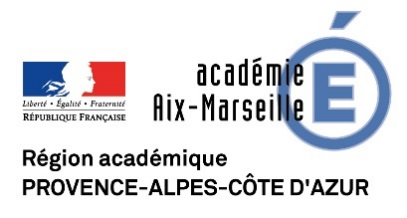 académie
Aix-Marseille
É
Liberté • Égalité • Fraternité
RÉPUBLIQUE FRANÇAISE
Région académique
PROVENCE-ALPES-CÔTE D'AZUR